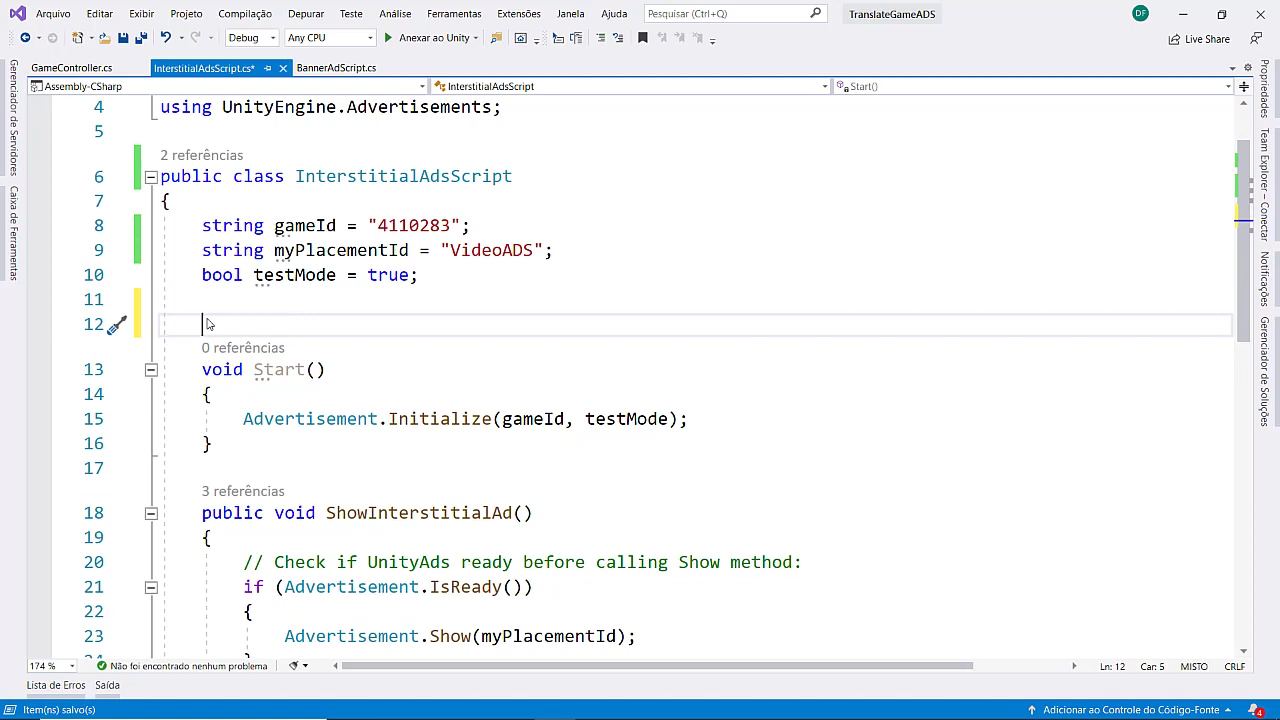 Arquivo Editar Exibir Projeto Compilação Depurar Teste Análise Ferramentas Extensões Janela Ajuda Pesquisar (Ctrl+Q) TranslateGameADS DF
Debug Any CPU Anexar ao Unity Live Share
GameController.cs InterstitialAdsScript.cs* BannerAdScript.cs
Assembly-CSharp InterstitialAdsScript Start()
4 using UnityEngine.Advertisements;
5
2 referências
6 public class InterstitialAdsScript
7 {
8 string gameId = "4110283";
9 string myPlacementId = "VideoADS";
10 bool testMode = true;
11
12
0 referências
13 void Start()
14 {
15 Advertisement.Initialize(gameId, testMode);
16 }
17
3 referências
18 public void ShowInterstitialAd()
19 {
20 // Check if UnityAds ready before calling Show method:
21 if (Advertisement.IsReady())
22 {
23 Advertisement.Show(myPlacementId);
Gerenciador de Servidores
Caixa de Ferramentas
Propriedades
Team Explorer - Conectar
Notificações
Gerenciador de Soluções
174 % Não foi encontrado nenhum problema Ln: 12 Car: 5 MISTO CRLF
Lista de Erros Saída
Item(ns) salvo(s) Adicionar ao Controle do Código-Fonte 4